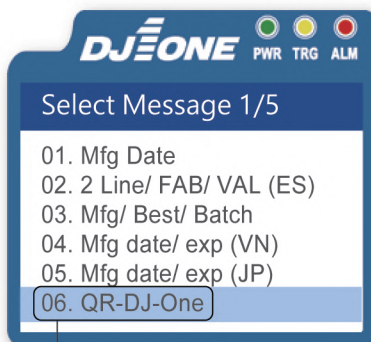 DJEONE
PWR TRG ALM
Select Message 1/5
01. Mfg Date
02. 2 Line/ FAB/ VAL (ES)
03. Mfg/ Best/ Batch
04. Mfg date/ exp (VN)
05. Mfg date/ exp (JP)
06. QR-DJ-One